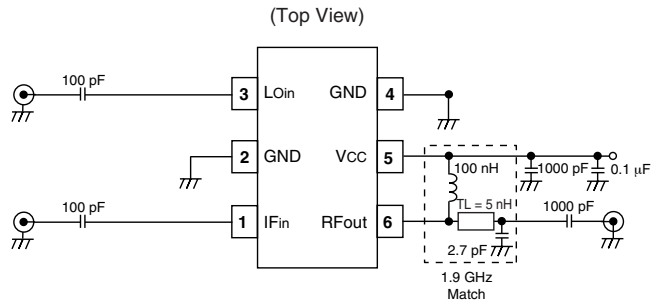 (Top View)
100 pF
3 LOin GND 4
2 GND VCC 5
100 nH 1000 pF 0.1 µF
100 pF
1 IFin RFout 6
TL = 5 nH 1000 pF
2.7 pF
1.9 GHz
Match